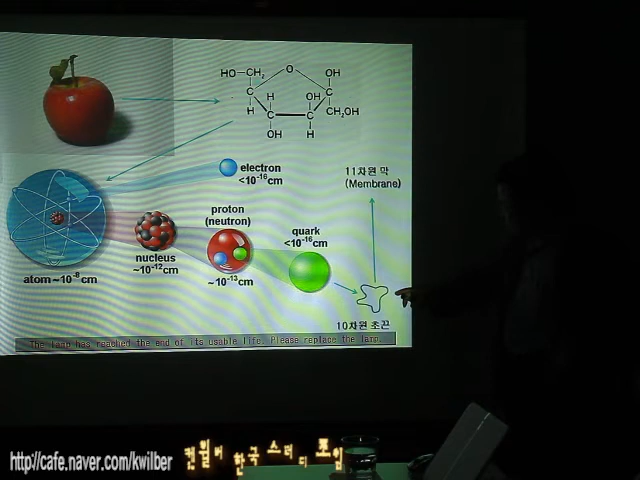 HO-CH₂
O
OH
C
C
H
H
OH
C
C
CH₂OH
OH
H
electron
<10⁻¹⁶cm
11차원 막
(Membrane)
proton
(neutron)
quark
<10⁻¹⁶cm
nucleus
~10⁻¹²cm
atom~10⁻⁸cm
~10⁻¹³cm
10차원 초끈
The lamp has reached the end of its usable life. Please replace the lamp.
http://cafe.naver.com/kwilber 켄 윌버 한국 스터디 모임